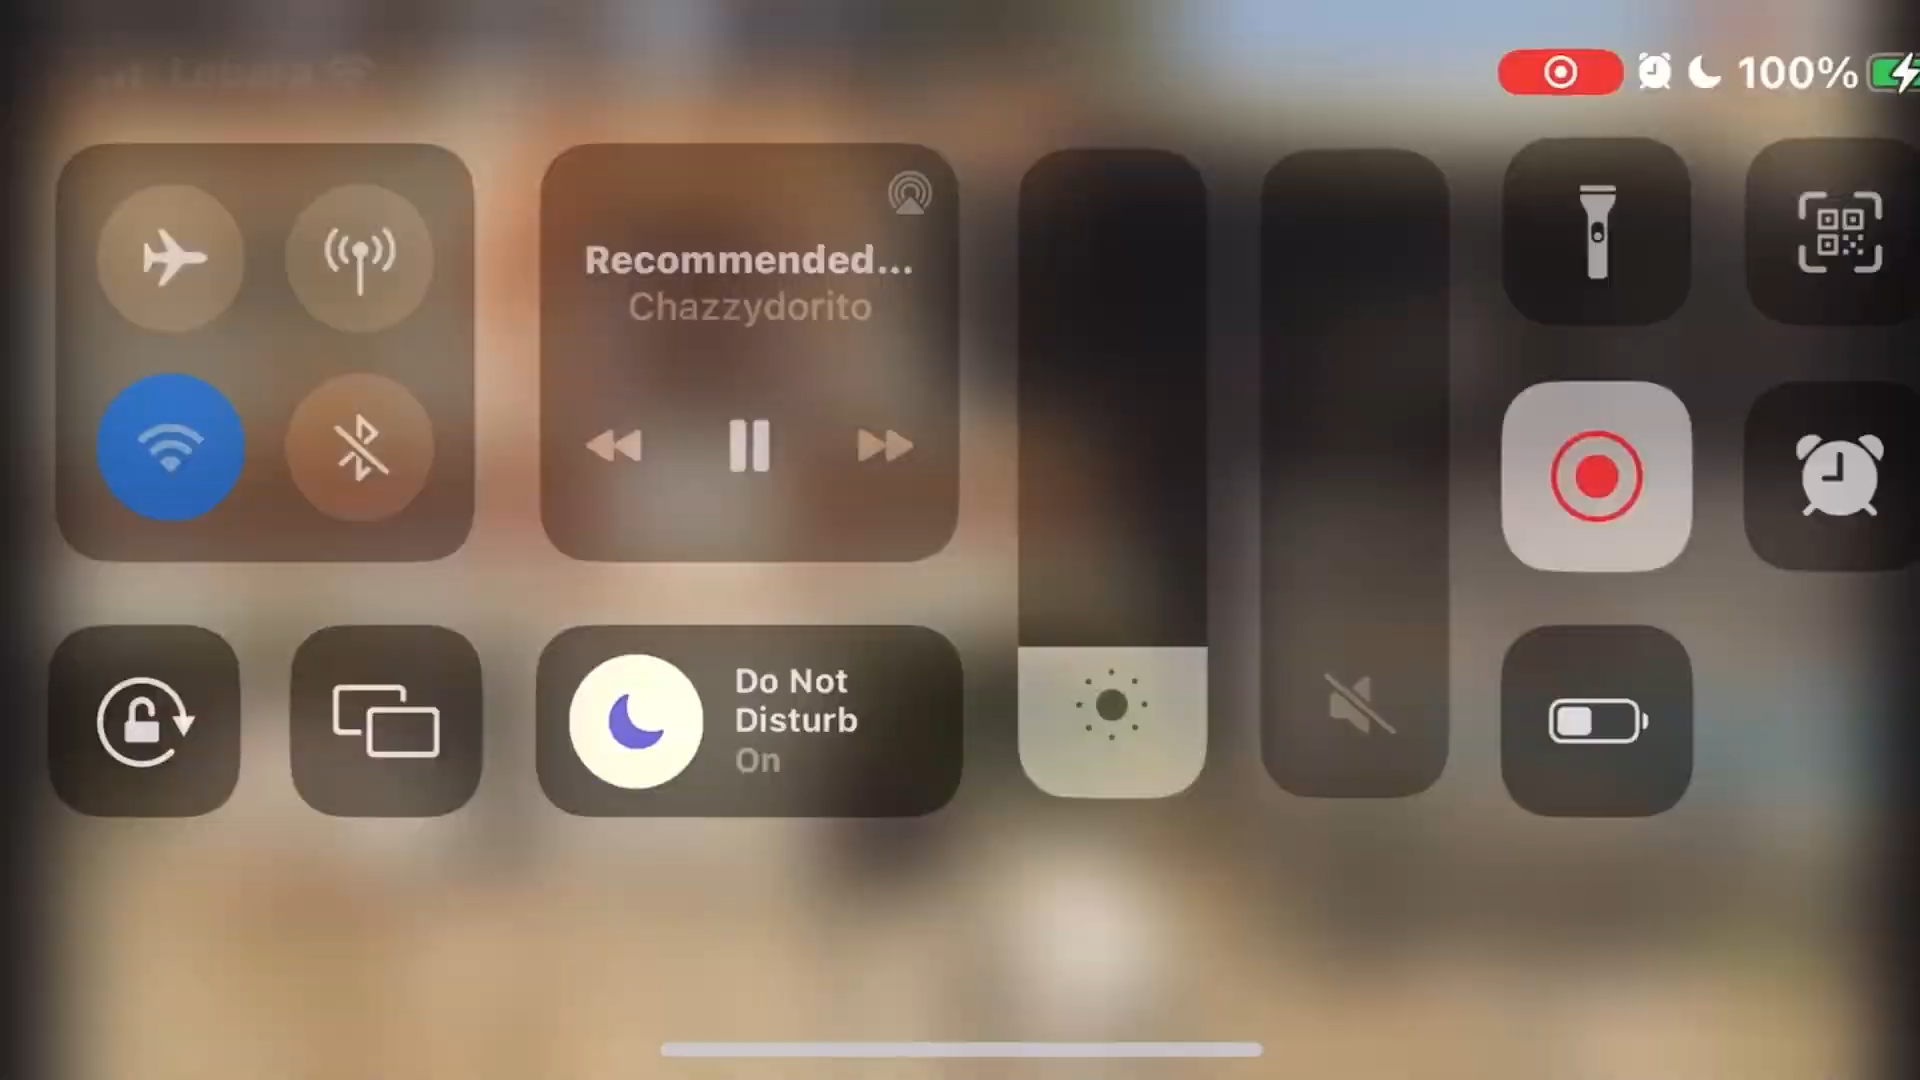 100%
Recommended...
Chazzydorito
Do Not
Disturb
On